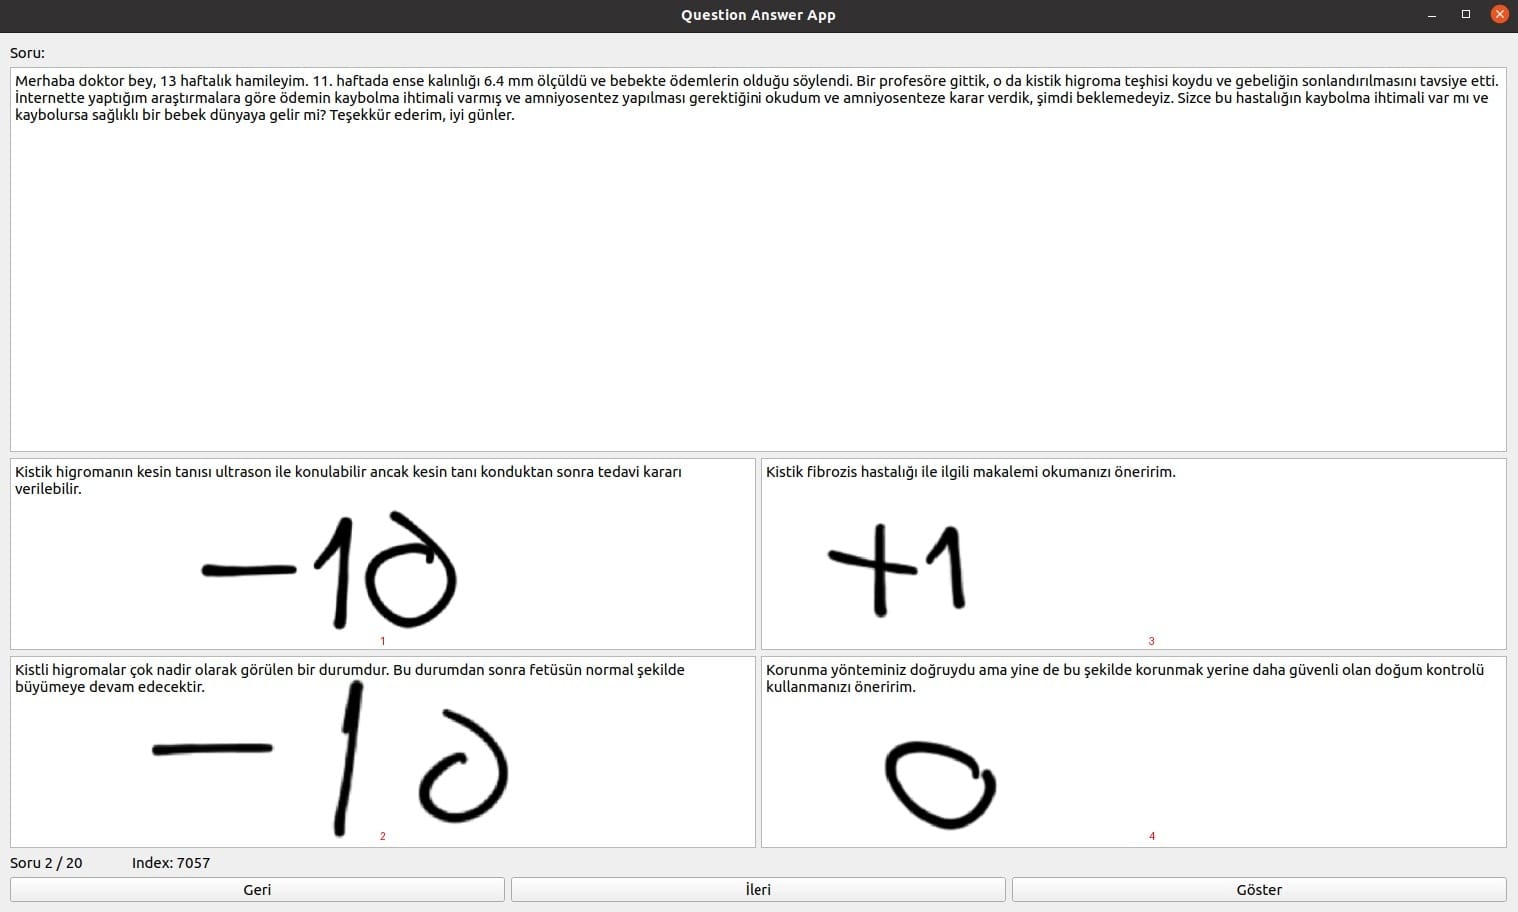 Question Answer App
Soru:
Merhaba doktor bey, 13 haftalık hamileyim. 11. haftada ense kalınlığı 6.4 mm ölçüldü ve bebekte ödemlerin olduğu söylendi. Bir profesöre gittik, o da kistik higroma teşhisi koydu ve gebeliğin sonlandırılmasını tavsiye etti.
İnternette yaptığım araştırmalara göre ödemin kaybolma ihtimali varmış ve amniyosentez yapılması gerektiğini okudum ve amniyosenteze karar verdik, şimdi beklemedeyiz. Sizce bu hastalığın kaybolma ihtimali var mı ve
kaybolursa sağlıklı bir bebek dünyaya gelir mi? Teşekkür ederim, iyi günler.
Kistik higromanın kesin tanısı ultrason ile konulabilir ancak kesin tanı konduktan sonra tedavi kararı
verilebilir.
-10
1
Kistik fibrozis hastalığı ile ilgili makalemi okumanızı öneririm.
+1
3
Kistli higromalar çok nadir olarak görülen bir durumdur. Bu durumdan sonra fetüsün normal şekilde
büyümeye devam edecektir.
-10
2
Korunma yönteminiz doğruydu ama yine de bu şekilde korunmak yerine daha güvenli olan doğum kontrolü
kullanmanızı öneririm.
0
4
Soru 2 / 20 Index: 7057
Geri İleri Göster